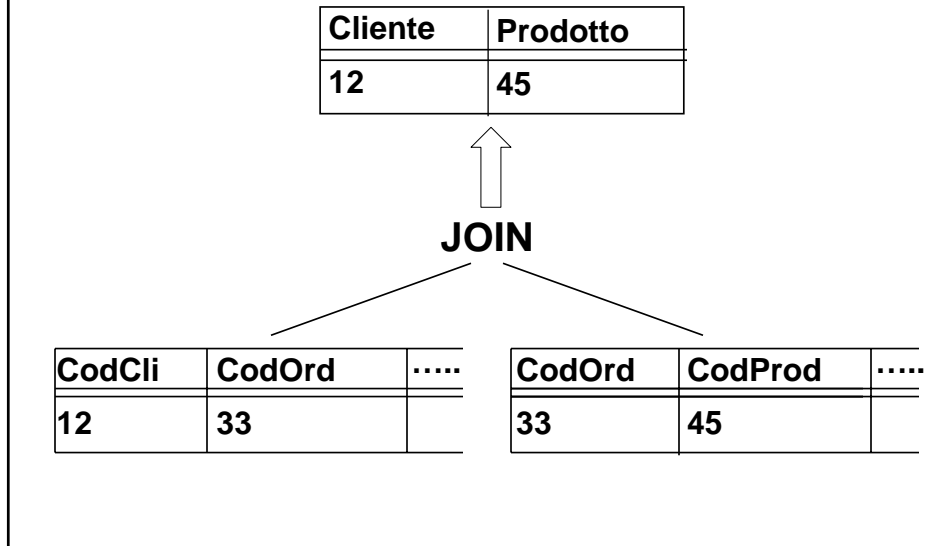 Cliente Prodotto
12 45
JOIN
CodCli CodOrd ..... CodOrd CodProd .....
12 33 33 45